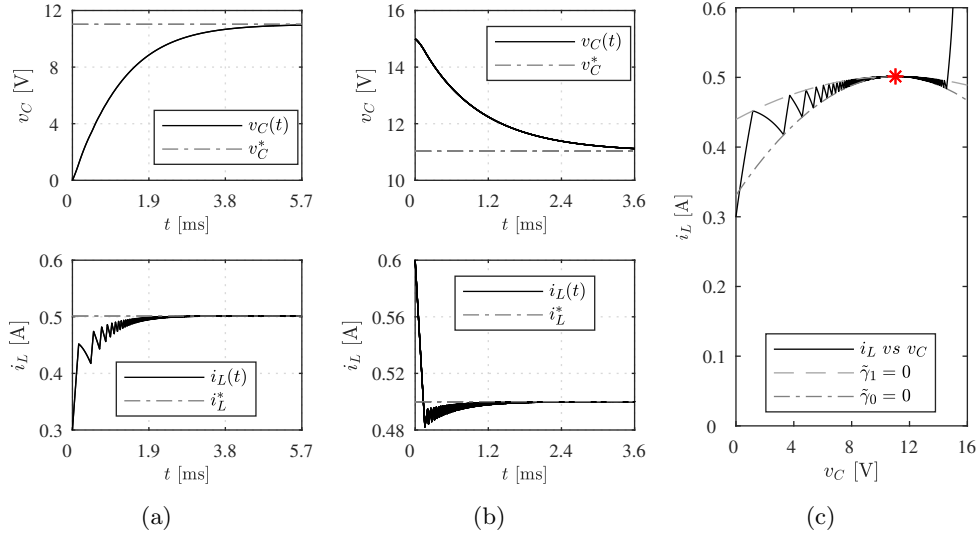 12
8
4
0
v_C [V]
v_C(t)
v_C^*
0 1.9 3.8 5.7
t [ms]
0.6
0.5
0.4
0.3
i_L [A]
i_L(t)
i_L^*
0 1.9 3.8 5.7
t [ms]
(a)
16
14
12
10
v_C [V]
v_C(t)
v_C^*
0 1.2 2.4 3.6
t [ms]
0.6
0.56
0.52
0.48
i_L [A]
i_L(t)
i_L^*
0 1.2 2.4 3.6
t [ms]
(b)
0.6
0.5
0.4
0.3
0.2
0.1
0
i_L [A]
i_L vs v_C
γ̃_1 = 0
γ̃_0 = 0
0 4 8 12 16
v_C [V]
(c)